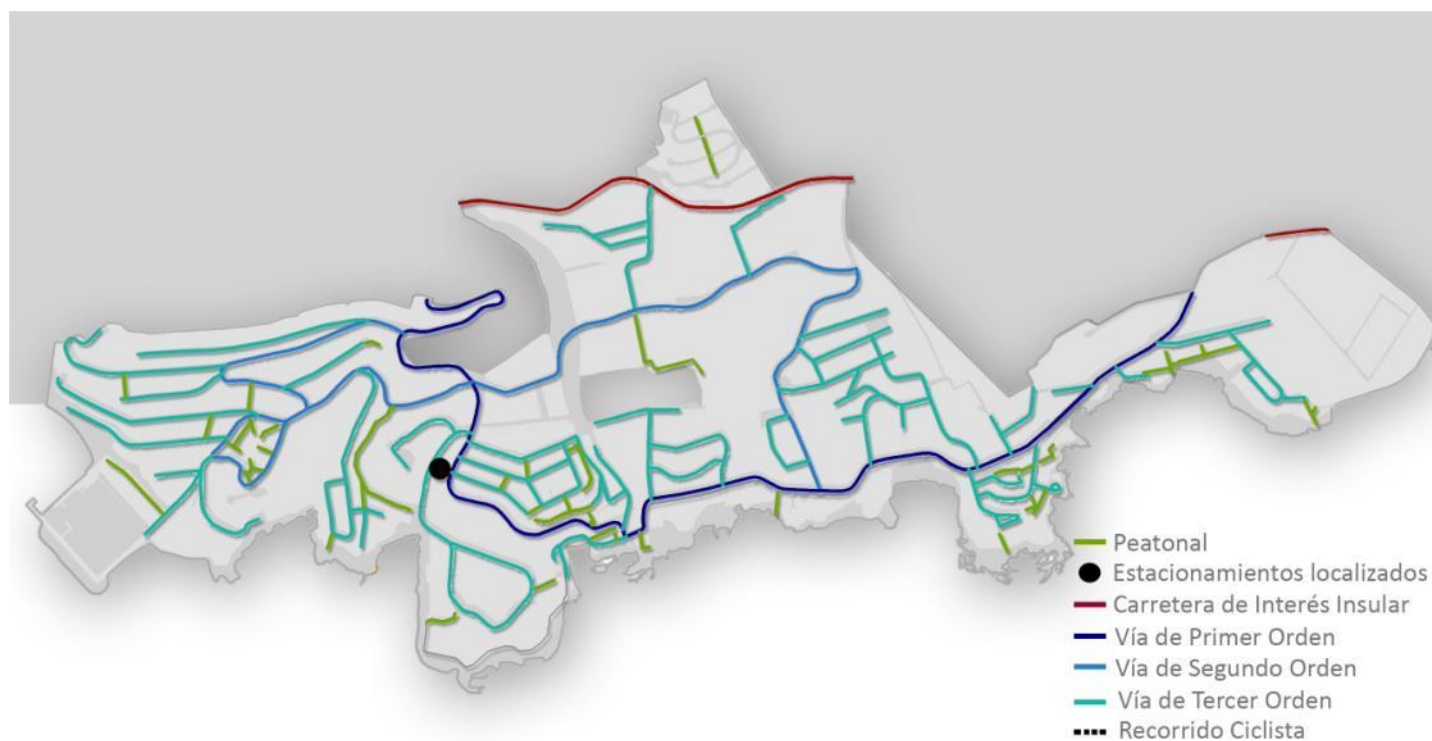 Peatonal
Estacionamientos localizados
Carretera de Interés Insular
Vía de Primer Orden
Vía de Segundo Orden
Vía de Tercer Orden
Recorrido Ciclista